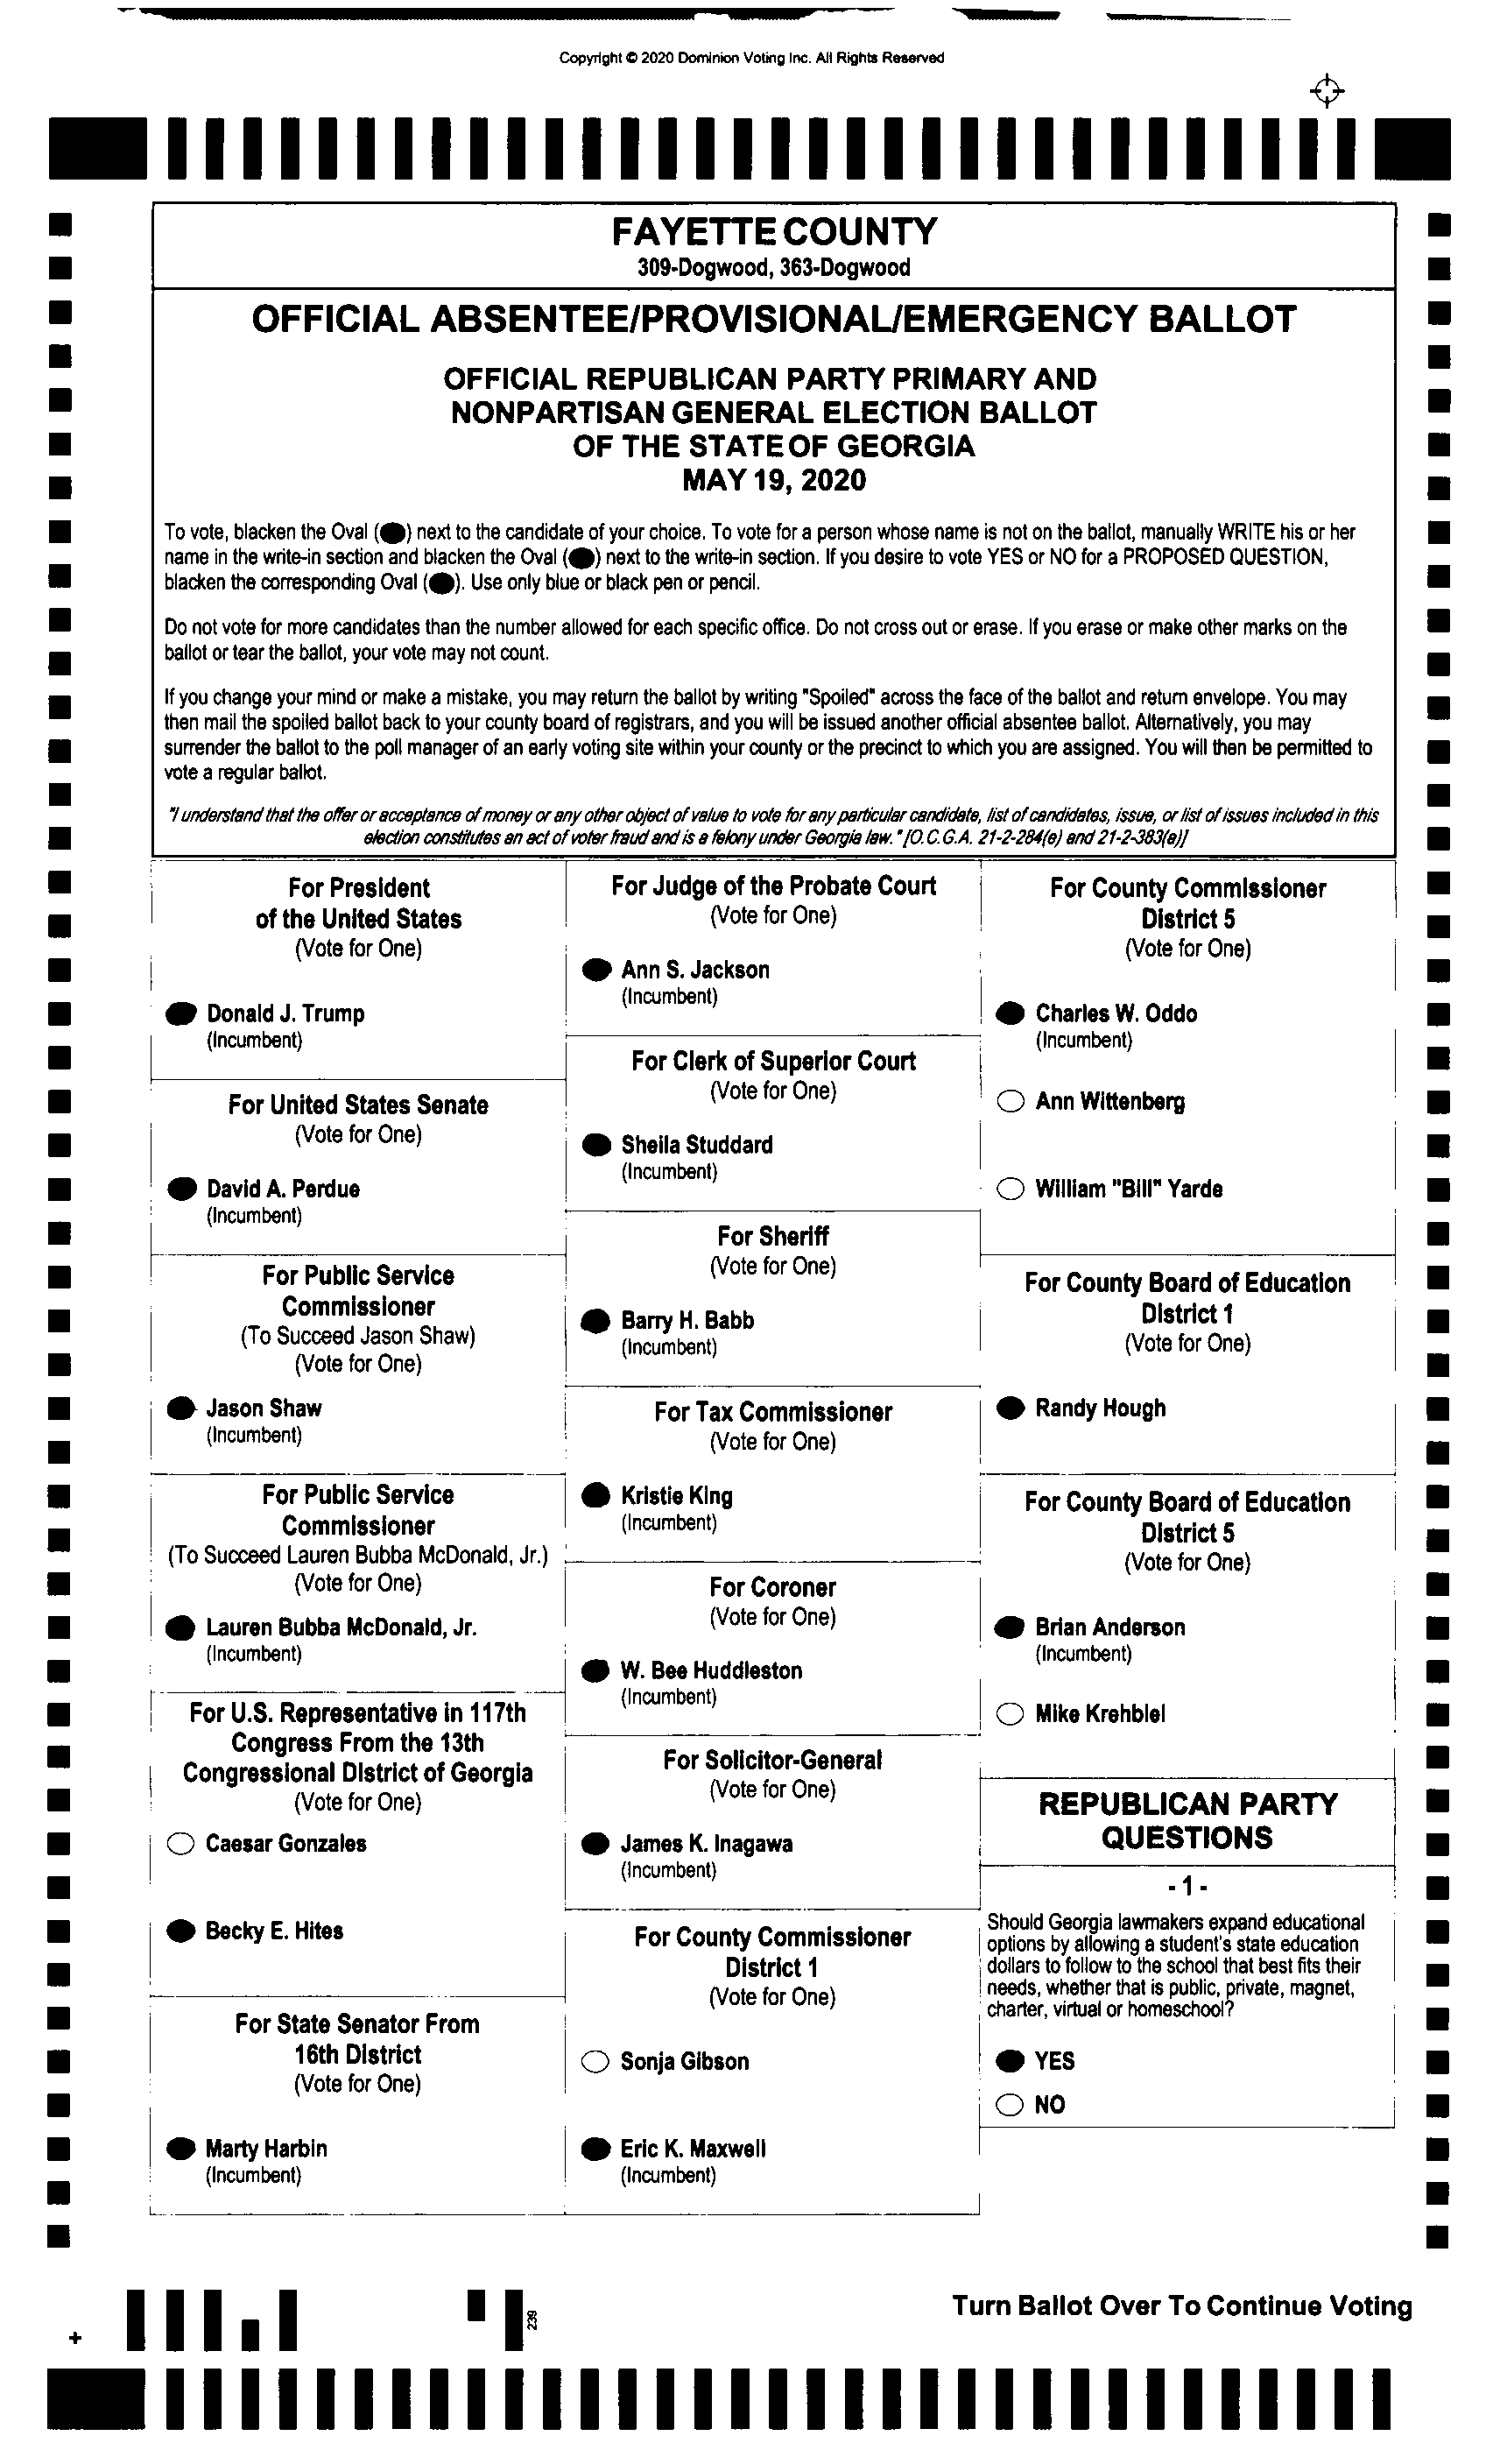 Copyright © 2020 Dominion Voting Inc. All Rights Reserved
FAYETTE COUNTY
309-Dogwood, 363-Dogwood
OFFICIAL ABSENTEE/PROVISIONAL/EMERGENCY BALLOT
OFFICIAL REPUBLICAN PARTY PRIMARY AND
NONPARTISAN GENERAL ELECTION BALLOT
OF THE STATE OF GEORGIA
MAY 19, 2020
To vote, blacken the Oval (⬬) next to the candidate of your choice. To vote for a person whose name is not on the ballot, manually WRITE his or her
name in the write-in section and blacken the Oval (⬬) next to the write-in section. If you desire to vote YES or NO for a PROPOSED QUESTION,
blacken the corresponding Oval (⬬). Use only blue or black pen or pencil.
Do not vote for more candidates than the number allowed for each specific office. Do not cross out or erase. If you erase or make other marks on the
ballot or tear the ballot, your vote may not count.
If you change your mind or make a mistake, you may return the ballot by writing "Spoiled" across the face of the ballot and return envelope. You may
then mail the spoiled ballot back to your county board of registrars, and you will be issued another official absentee ballot. Alternatively, you may
surrender the ballot to the poll manager of an early voting site within your county or the precinct to which you are assigned. You will then be permitted to
vote a regular ballot.
"I understand that the offer or acceptance of money or any other object of value to vote for any particular candidate, list of candidates, issue, or list of issues included in this
election constitutes an act of voter fraud and is a felony under Georgia law." [O.C.G.A. 21-2-284(e) and 21-2-383(a)]
For President
of the United States
(Vote for One)
Donald J. Trump
(Incumbent)
For United States Senate
(Vote for One)
David A. Perdue
(Incumbent)
For Public Service
Commissioner
(To Succeed Jason Shaw)
(Vote for One)
Jason Shaw
(Incumbent)
For Public Service
Commissioner
(To Succeed Lauren Bubba McDonald, Jr.)
(Vote for One)
Lauren Bubba McDonald, Jr.
(Incumbent)
For U.S. Representative in 117th
Congress From the 13th
Congressional District of Georgia
(Vote for One)
Caesar Gonzales
Becky E. Hites
For State Senator From
16th District
(Vote for One)
Marty Harbin
(Incumbent)
For Judge of the Probate Court
(Vote for One)
Ann S. Jackson
(Incumbent)
For Clerk of Superior Court
(Vote for One)
Sheila Studdard
(Incumbent)
For Sheriff
(Vote for One)
Barry H. Babb
(Incumbent)
For Tax Commissioner
(Vote for One)
Kristie King
(Incumbent)
For Coroner
(Vote for One)
W. Bee Huddleston
(Incumbent)
For Solicitor-General
(Vote for One)
James K. Inagawa
(Incumbent)
For County Commissioner
District 1
(Vote for One)
Sonja Gibson
Eric K. Maxwell
(Incumbent)
For County Commissioner
District 5
(Vote for One)
Charles W. Oddo
(Incumbent)
Ann Wittenberg
William "Bill" Yarde
For County Board of Education
District 1
(Vote for One)
Randy Hough
For County Board of Education
District 5
(Vote for One)
Brian Anderson
(Incumbent)
Mike Krehbiel
REPUBLICAN PARTY
QUESTIONS
- 1 -
Should Georgia lawmakers expand educational
options by allowing a student's state education
dollars to follow to the school that best fits their
needs, whether that is public, private, magnet,
charter, virtual or homeschool?
YES
NO
Turn Ballot Over To Continue Voting
239